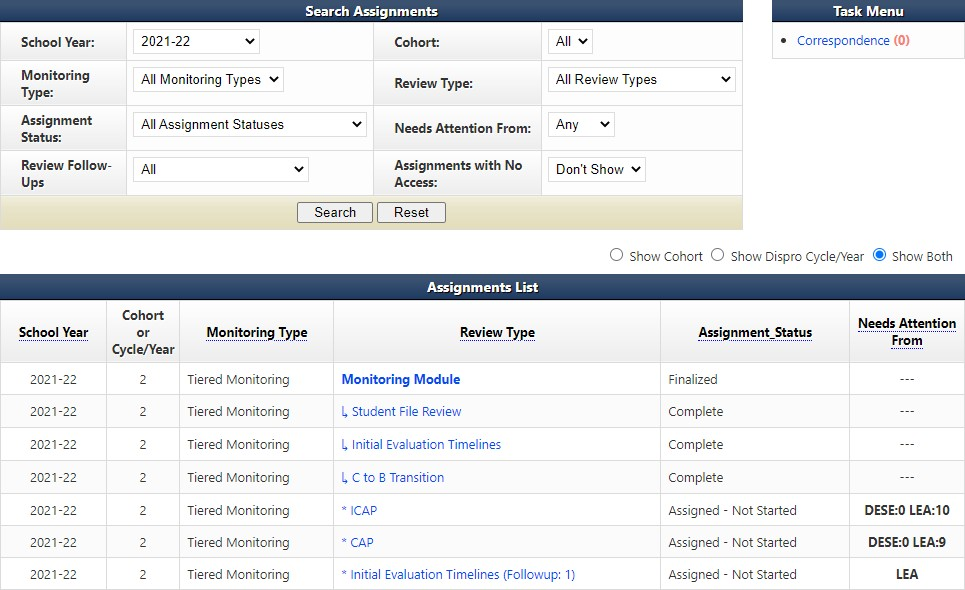 Search Assignments
Task Menu
School Year: 2021-22 Cohort: All
• Correspondence (0)
Monitoring Type: All Monitoring Types Review Type: All Review Types
Assignment Status: All Assignment Statuses Needs Attention From: Any
Review Follow-Ups All Assignments with No Access: Don't Show
Search Reset
Show Cohort Show Dispro Cycle/Year Show Both
Assignments List
School Year Cohort or Cycle/Year Monitoring Type Review Type Assignment_Status Needs Attention From
2021-22 2 Tiered Monitoring Monitoring Module Finalized ---
2021-22 2 Tiered Monitoring ↳ Student File Review Complete ---
2021-22 2 Tiered Monitoring ↳ Initial Evaluation Timelines Complete ---
2021-22 2 Tiered Monitoring ↳ C to B Transition Complete ---
2021-22 2 Tiered Monitoring * ICAP Assigned - Not Started DESE:0 LEA:10
2021-22 2 Tiered Monitoring * CAP Assigned - Not Started DESE:0 LEA:9
2021-22 2 Tiered Monitoring * Initial Evaluation Timelines (Followup: 1) Assigned - Not Started LEA